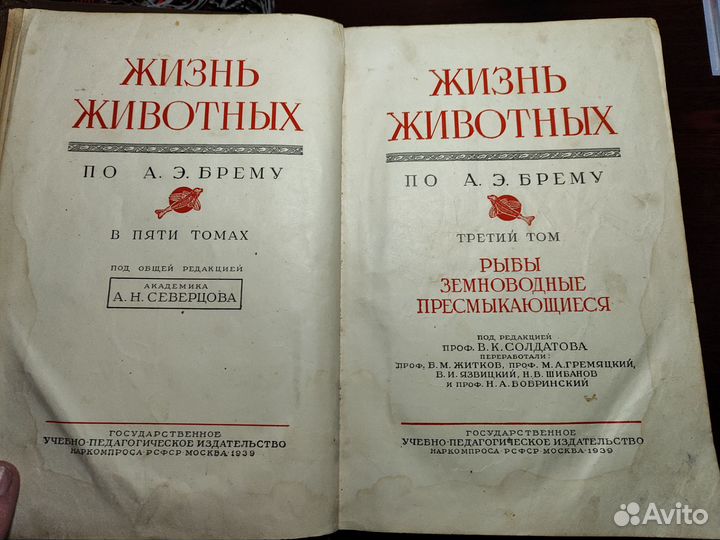 ЖИЗНЬ
ЖИВОТНЫХ
ПО А. Э. БРЕМУ
В ПЯТИ ТОМАХ
ПОД ОБЩЕЙ РЕДАКЦИЕЙ
АКАДЕМИКА
А. Н. СЕВЕРЦОВА
ГОСУДАРСТВЕННОЕ
УЧЕБНО-ПЕДАГОГИЧЕСКОЕ ИЗДАТЕЛЬСТВО
НАРКОМПРОСА·РСФСР·МОСКВА·1939
ЖИЗНЬ
ЖИВОТНЫХ
ПО А. Э. БРЕМУ
ТРЕТИЙ ТОМ
РЫБЫ
ЗЕМНОВОДНЫЕ
ПРЕСМЫКАЮЩИЕСЯ
ПОД РЕДАКЦИЕЙ
ПРОФ. В. К. СОЛДАТОВА
ПЕРЕРАБОТАЛИ:
ПРОФ. Б. М. ЖИТКОВ, ПРОФ. М. А. ГРЕМЯЦКИЙ,
В. И. ЯЗВИЦКИЙ, Н. В. ШИБАНОВ
И ПРОФ. Н. А. БОБРИНСКИЙ
ГОСУДАРСТВЕННОЕ
УЧЕБНО-ПЕДАГОГИЧЕСКОЕ ИЗДАТЕЛЬСТВО
НАРКОМПРОСА·РСФСР·МОСКВА·1939
Avito